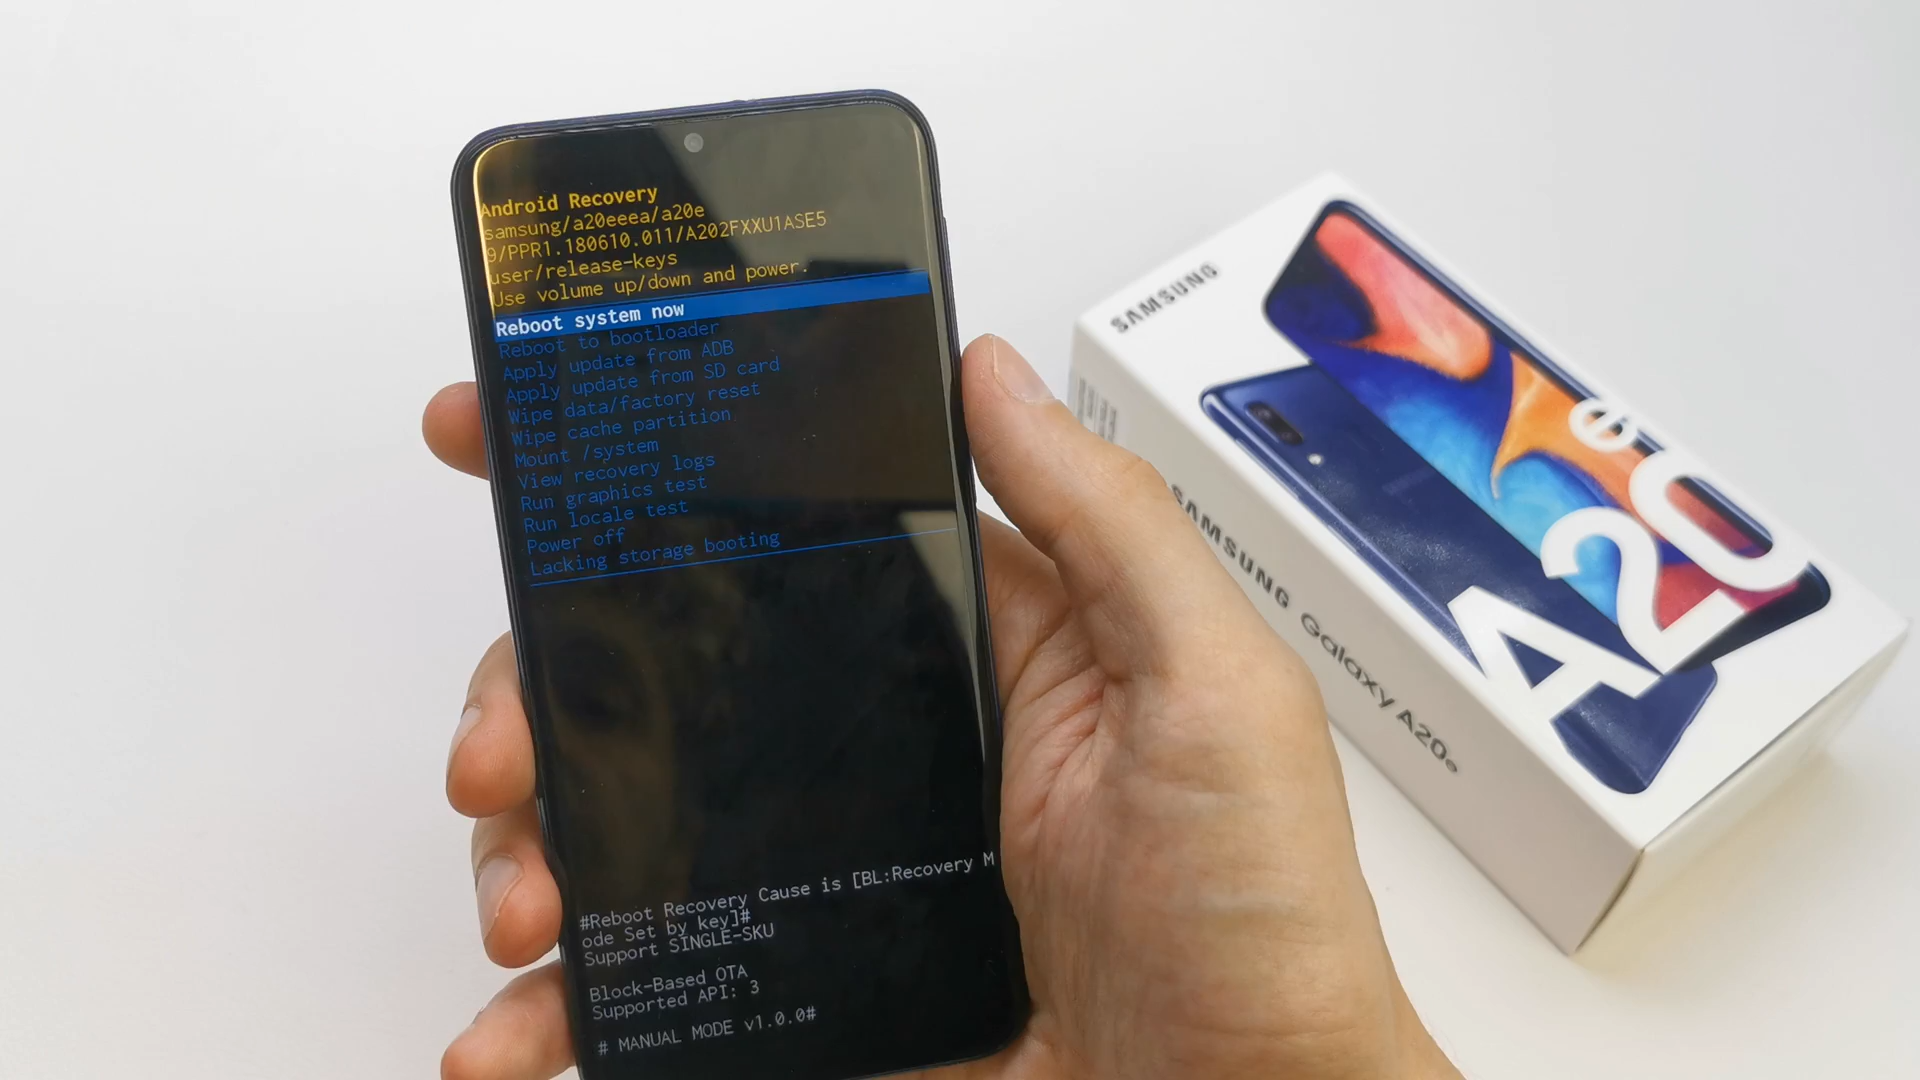 Android Recovery
samsung/a20eeea/a20e
9/PPR1.180610.011/A202FXXU1ASE5
user/release-keys
Use volume up/down and power.
Reboot system now
Reboot to bootloader
Apply update from ADB
Apply update from SD card
Wipe data/factory reset
Wipe cache partition
Mount /system
View recovery logs
Run graphics test
Run locale test
Power off
Lacking storage booting
#Reboot Recovery Cause is [BL:Recovery M
ode Set by key]#
Support SINGLE-SKU
Block-Based OTA
Supported API: 3
# MANUAL MODE v1.0.0#
SAMSUNG
A20e
SAMSUNG Galaxy A20e